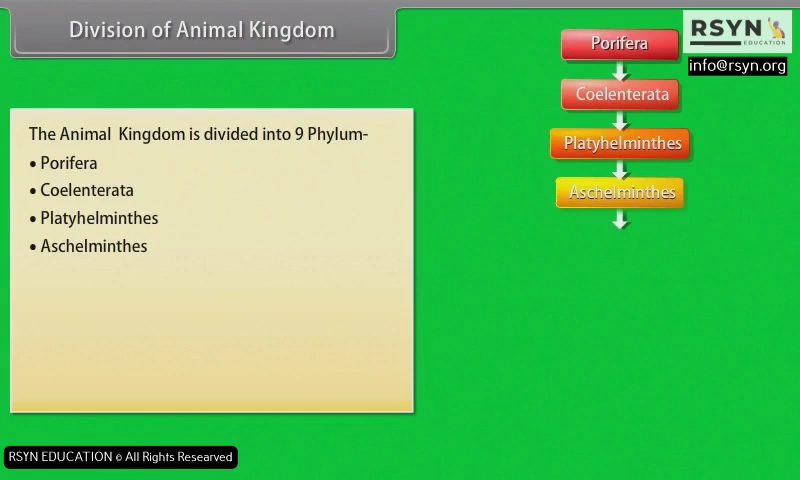 Division of Animal Kingdom
The Animal Kingdom is divided into 9 Phylum-
• Porifera
• Coelenterata
• Platyhelminthes
• Aschelminthes
Porifera
Coelenterata
Platyhelminthes
Aschelminthes
RSYN
EDUCATION
info@rsyn.org
RSYN EDUCATION © All Rights Researved